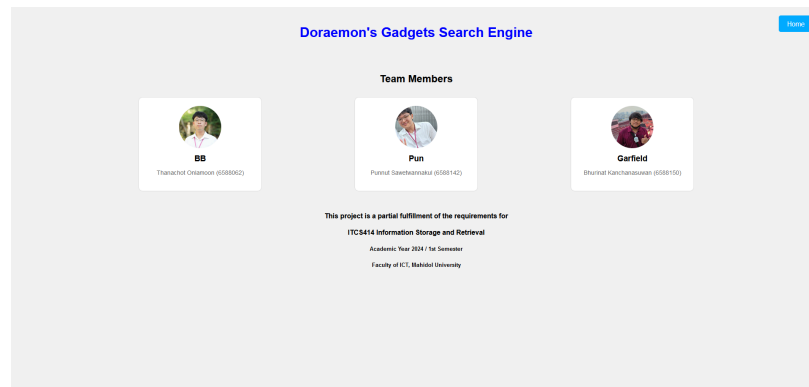 Home
Doraemon's Gadgets Search Engine
Team Members
BB
Thanachot Onlamoon (6588062)
Pun
Punnut Sawetwannakul (6588142)
Garfield
Bhurinat Kanchanasuwan (6588150)
This project is a partial fulfillment of the requirements for
ITCS414 Information Storage and Retrieval
Academic Year 2024 / 1st Semester
Faculty of ICT, Mahidol University